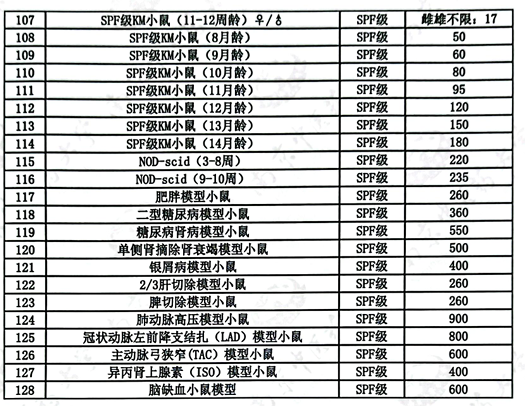 107 SPF级KM小鼠（11-12周龄）♀/♂ SPF级 雌雄不限：17
108 SPF级KM小鼠（8月龄） SPF级 50
109 SPF级KM小鼠（9月龄） SPF级 60
110 SPF级KM小鼠（10月龄） SPF级 80
111 SPF级KM小鼠（11月龄） SPF级 95
112 SPF级KM小鼠（12月龄） SPF级 120
113 SPF级KM小鼠（13月龄） SPF级 150
114 SPF级KM小鼠（14月龄） SPF级 180
115 NOD-scid（3-8周） SPF级 220
116 NOD-scid（9-10周） SPF级 235
117 肥胖模型小鼠 SPF级 260
118 二型糖尿病模型小鼠 SPF级 360
119 糖尿病肾病模型小鼠 SPF级 550
120 单侧肾摘除肾衰竭模型小鼠 SPF级 500
121 银屑病模型小鼠 SPF级 400
122 2/3肝切除模型小鼠 SPF级 260
123 脾切除模型小鼠 SPF级 260
124 肺动脉高压模型小鼠 SPF级 900
125 冠状动脉左前降支结扎（LAD）模型小鼠 SPF级 800
126 主动脉弓狭窄(TAC）模型小鼠 SPF级 600
127 异丙肾上腺素（ISO）模型小鼠 SPF级 400
128 脑缺血小鼠模型 SPF级 600